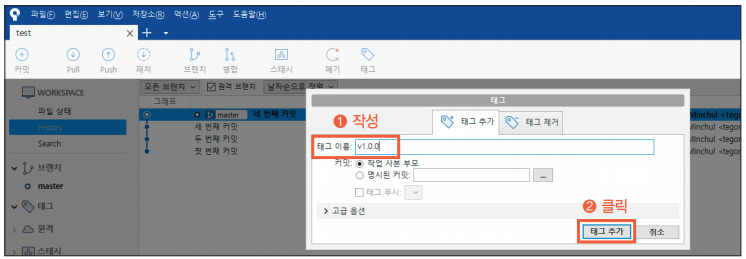 파일(F) 편집(E) 보기(V) 저장소(R) 액션(A) 도구 도움말(H)
test X + ▾
커밋 Pull Push 패치 브랜치 병합 스태시 폐기 태그
WORKSPACE
파일 상태
History
Search
브랜치
master
태그
원격
스태시
모든 브랜치 원격 브랜치 날짜순으로 정렬
그래프
master 네 번째 커밋
세 번째 커밋
두 번째 커밋
첫 번째 커밋
Minchul <tegor
Minchul <tegor
Minchul <tegor
태그
❶ 작성
태그 추가 태그 제거
태그 이름: v1.0.0
커밋: 작업 사본 부모
명시된 커밋: ...
태그 푸시:
고급 옵션
❷ 클릭
태그 추가 취소